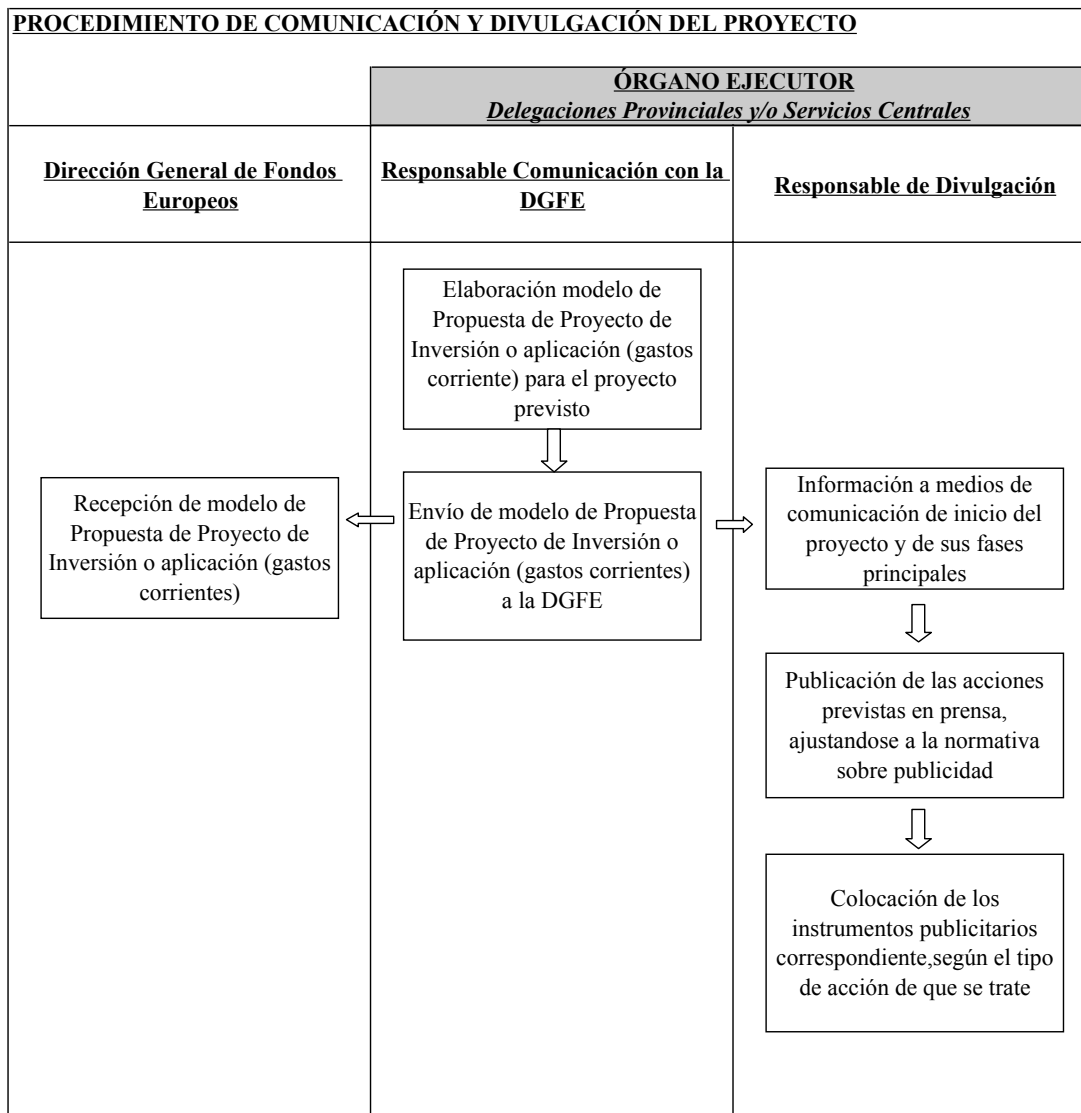 PROCEDIMIENTO DE COMUNICACIÓN Y DIVULGACIÓN DEL PROYECTO
ÓRGANO EJECUTOR
Delegaciones Provinciales y/o Servicios Centrales
Dirección General de Fondos
Europeos
Responsable Comunicación con la
DGFE
Responsable de Divulgación
Elaboración modelo de
Propuesta de Proyecto de
Inversión o aplicación (gastos
corriente) para el proyecto
previsto
Recepción de modelo de
Propuesta de Proyecto de
Inversión o aplicación (gastos
corrientes)
Envío de modelo de Propuesta
de Proyecto de Inversión o
aplicación (gastos corrientes)
a la DGFE
Información a medios de
comunicación de inicio del
proyecto y de sus fases
principales
Publicación de las acciones
previstas en prensa,
ajustandose a la normativa
sobre publicidad
Colocación de los
instrumentos publicitarios
correspondiente,según el tipo
de acción de que se trate